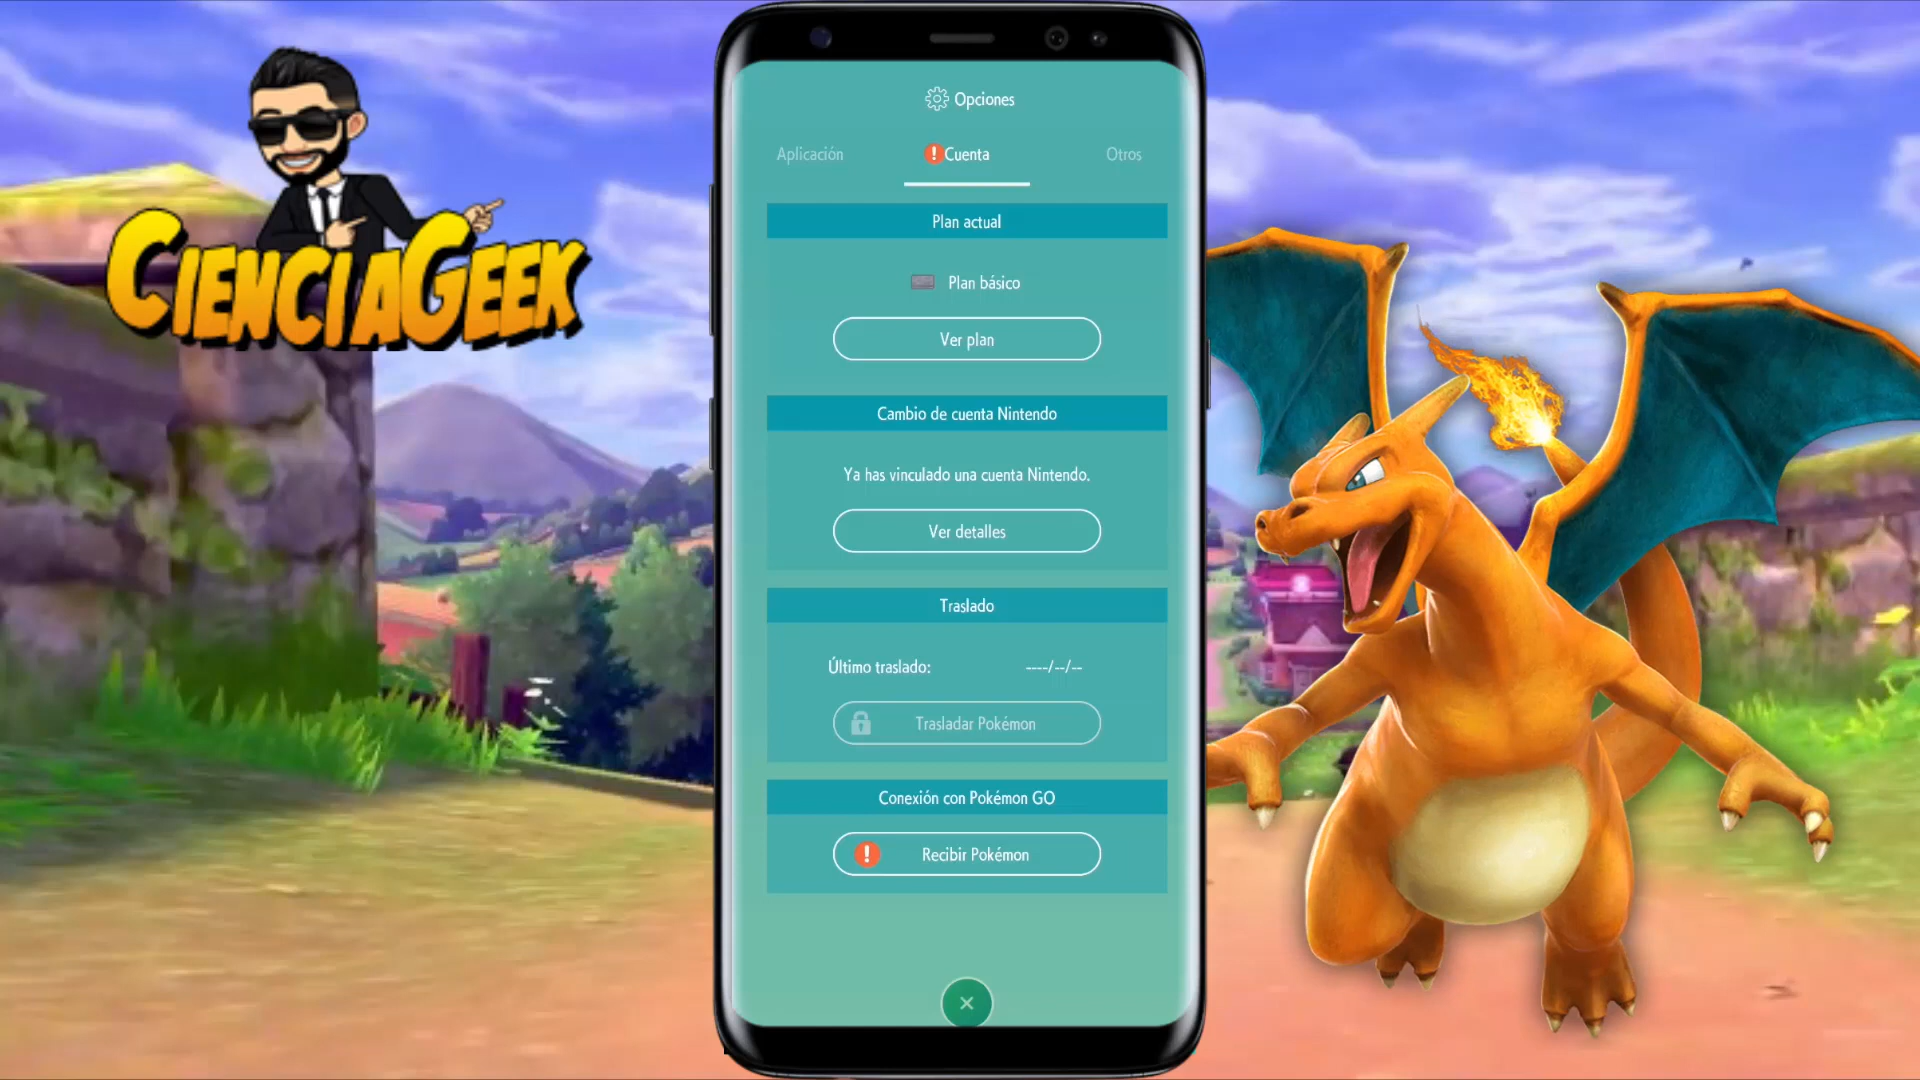 CienciaGeek
Opciones
Aplicación
Cuenta
Otros
Plan actual
Plan básico
Ver plan
Cambio de cuenta Nintendo
Ya has vinculado una cuenta Nintendo.
Ver detalles
Traslado
Último traslado: ----/--/--
Trasladar Pokémon
Conexión con Pokémon GO
Recibir Pokémon